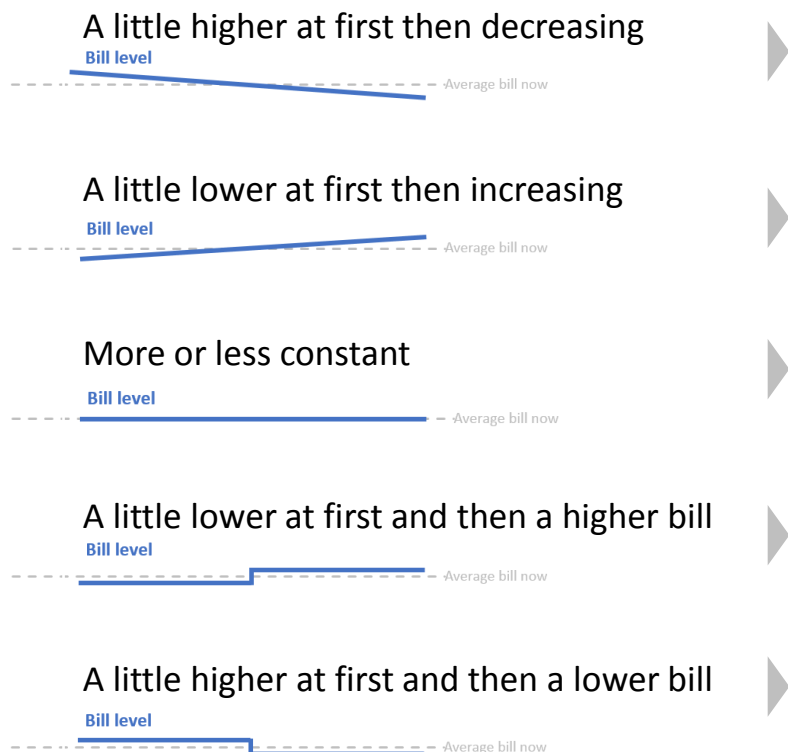 A little higher at first then decreasing
Bill level
Average bill now
A little lower at first then increasing
Bill level
Average bill now
More or less constant
Bill level
Average bill now
A little lower at first and then a higher bill
Bill level
Average bill now
A little higher at first and then a lower bill
Bill level
Average bill now